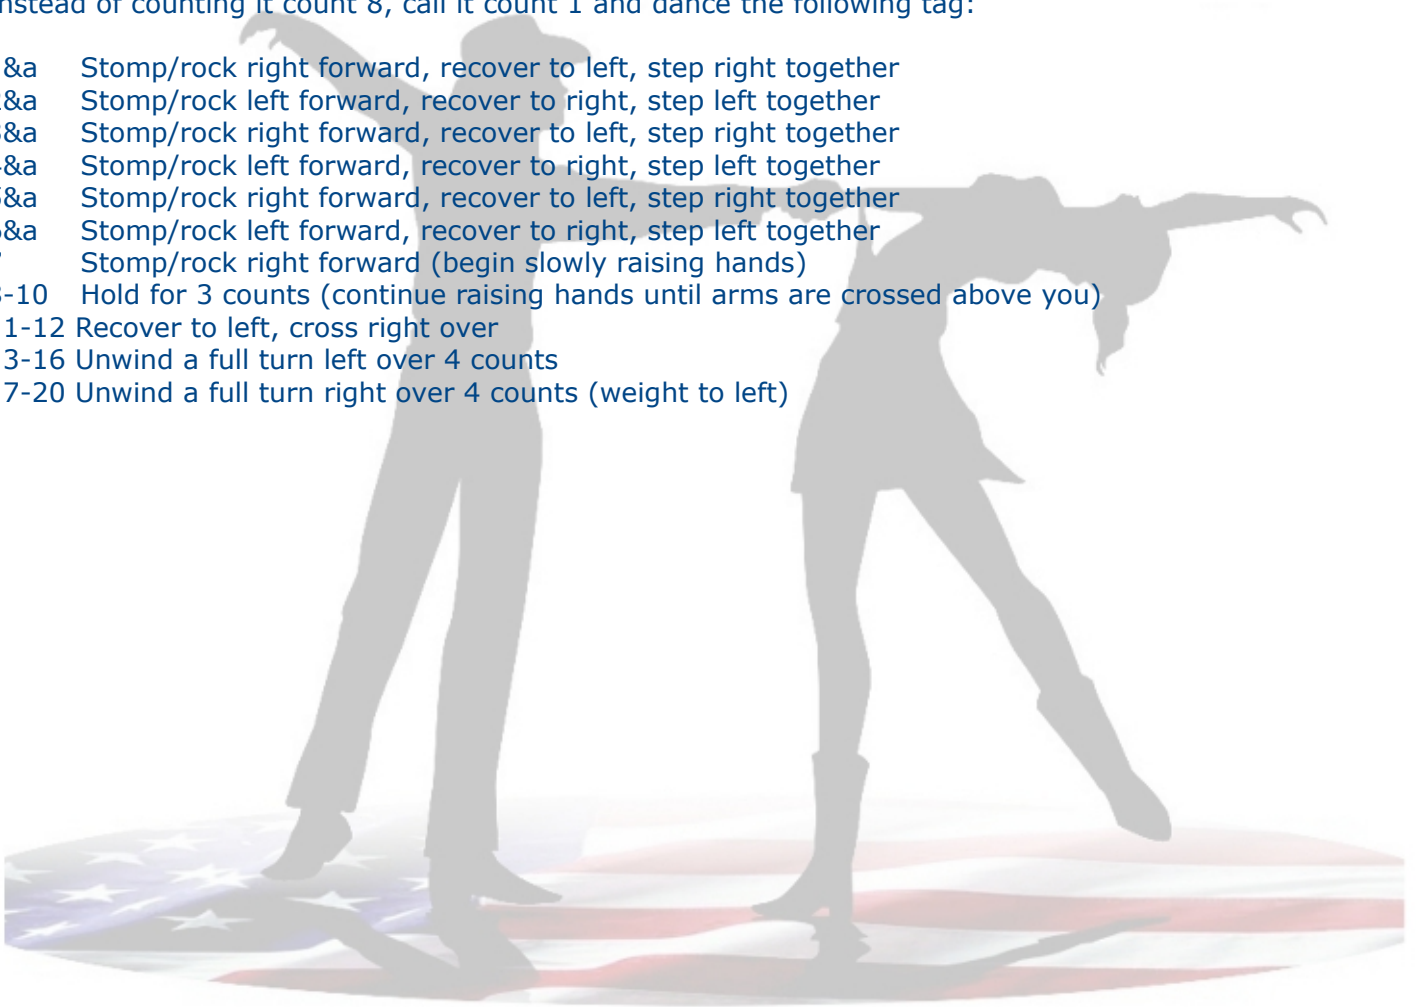 nstead of counting it count 8, call it count 1 and dance the following tag:
&a Stomp/rock right forward, recover to left, step right together
&a Stomp/rock left forward, recover to right, step left together
&a Stomp/rock right forward, recover to left, step right together
&a Stomp/rock left forward, recover to right, step left together
&a Stomp/rock right forward, recover to left, step right together
&a Stomp/rock left forward, recover to right, step left together
Stomp/rock right forward (begin slowly raising hands)
-10 Hold for 3 counts (continue raising hands until arms are crossed above you)
1-12 Recover to left, cross right over
3-16 Unwind a full turn left over 4 counts
7-20 Unwind a full turn right over 4 counts (weight to left)